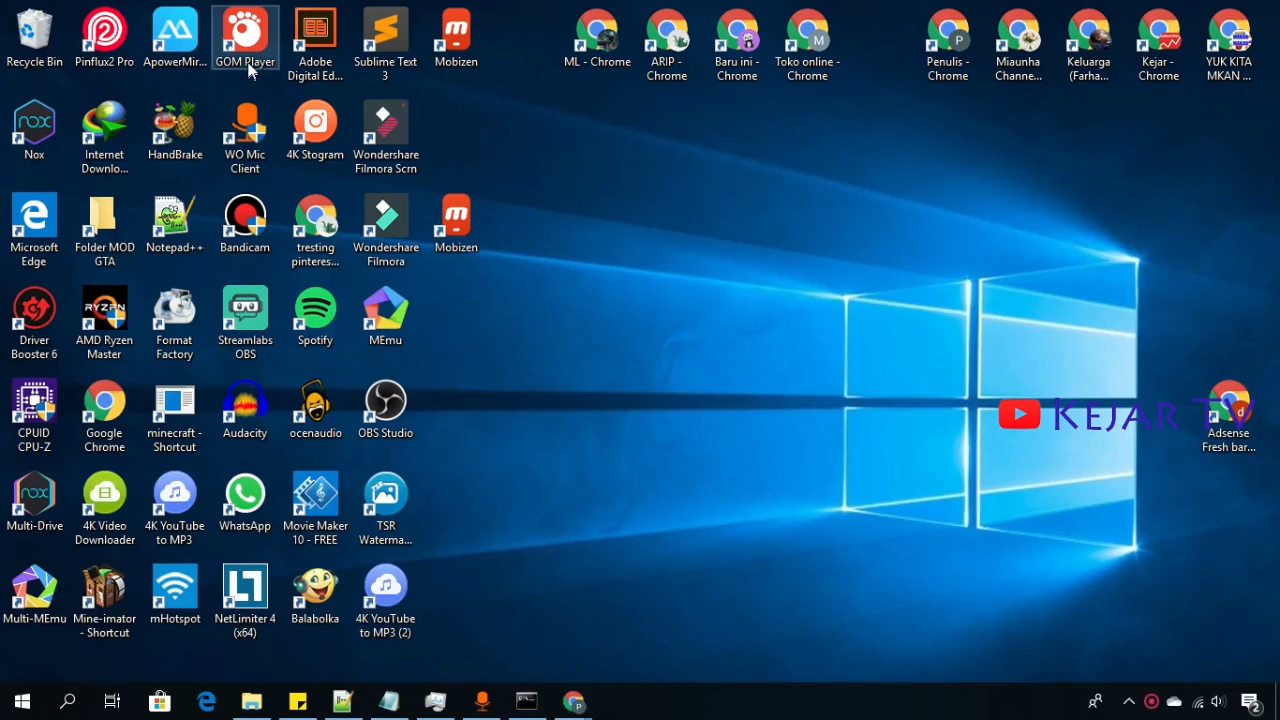 Recycle Bin
Pinflux2 Pro
ApowerMir...
GOM Player
Adobe
Digital Ed...
Sublime Text
3
Mobizen
ML - Chrome
ARIP -
Chrome
Baru ini -
Chrome
Toko online -
Chrome
Penulis -
Chrome
Miaunha
Channe...
Keluarga
(Farha...
Kejar -
Chrome
YUK KITA
MKAN ...
Nox
Internet
Downlo...
HandBrake
WO Mic
Client
4K Stogram
Wondershare
Filmora Scrn
Microsoft
Edge
Folder MOD
GTA
Notepad++
Bandicam
tresting
pinteres...
Wondershare
Filmora
Mobizen
Driver
Booster 6
AMD Ryzen
Master
Format
Factory
Streamlabs
OBS
Spotify
MEmu
CPUID
CPU-Z
Google
Chrome
minecraft -
Shortcut
Audacity
ocenaudio
OBS Studio
Kejar TV
Adsense
Fresh bar...
Multi-Drive
4K Video
Downloader
4K YouTube
to MP3
WhatsApp
Movie Maker
10 - FREE
TSR
Waterma...
Multi-MEmu
Mine-imator
- Shortcut
mHotspot
NetLimiter 4
(x64)
Balabolka
4K YouTube
to MP3 (2)